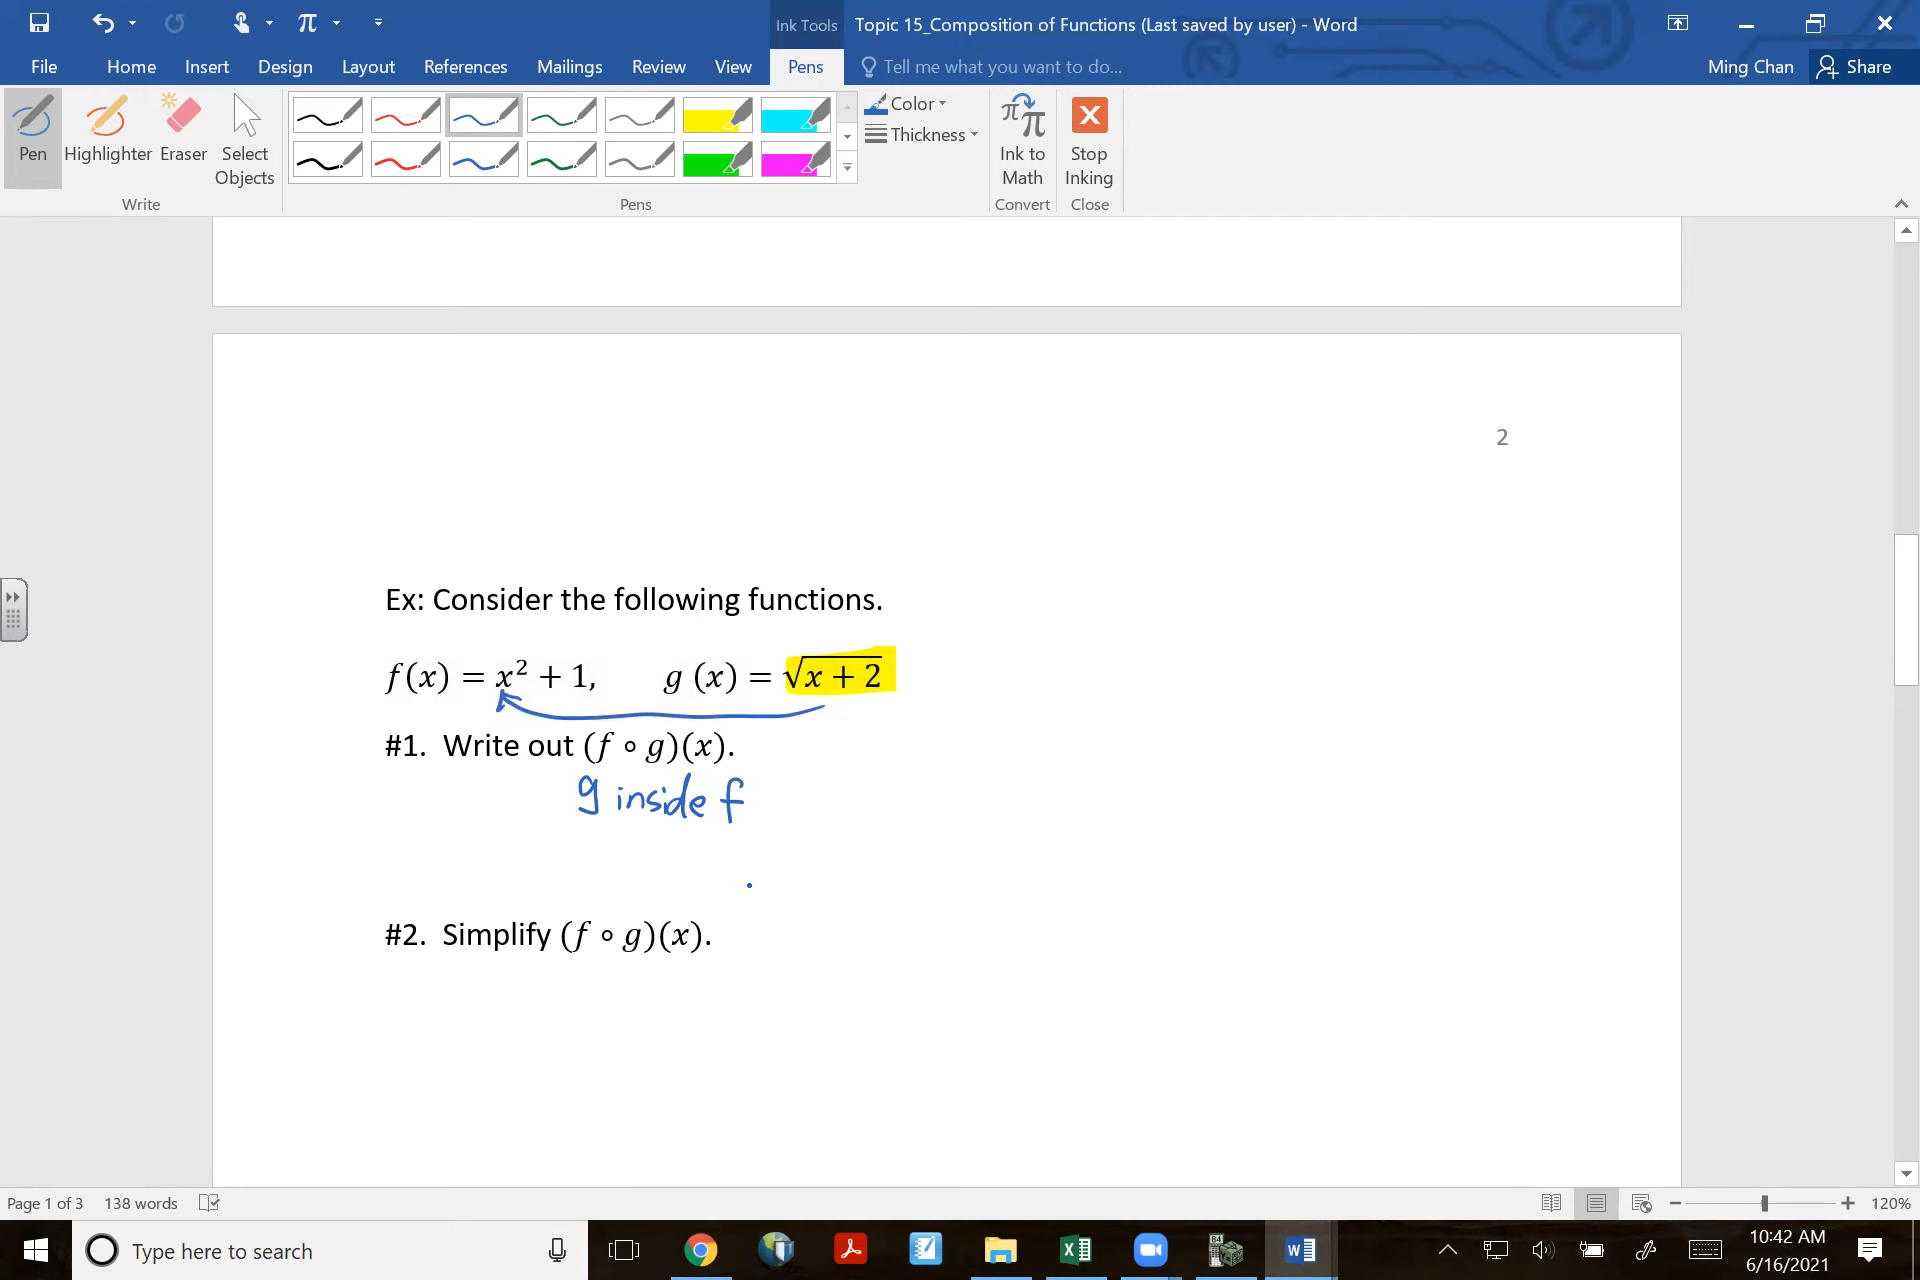 Ink Tools
Topic 15_Composition of Functions (Last saved by user) - Word
File Home Insert Design Layout References Mailings Review View Pens Tell me what you want to do... Ming Chan Share
Pen Highlighter Eraser Select Objects
Color
Thickness
Ink to Math
Stop Inking
Write Pens Convert Close
2
Ex: Consider the following functions.
f(x) = x² + 1, g (x) = √(x + 2)
#1. Write out (f ∘ g)(x).
g inside f
#2. Simplify (f ∘ g)(x).
Page 1 of 3 138 words 120%
Type here to search
10:42 AM
6/16/2021